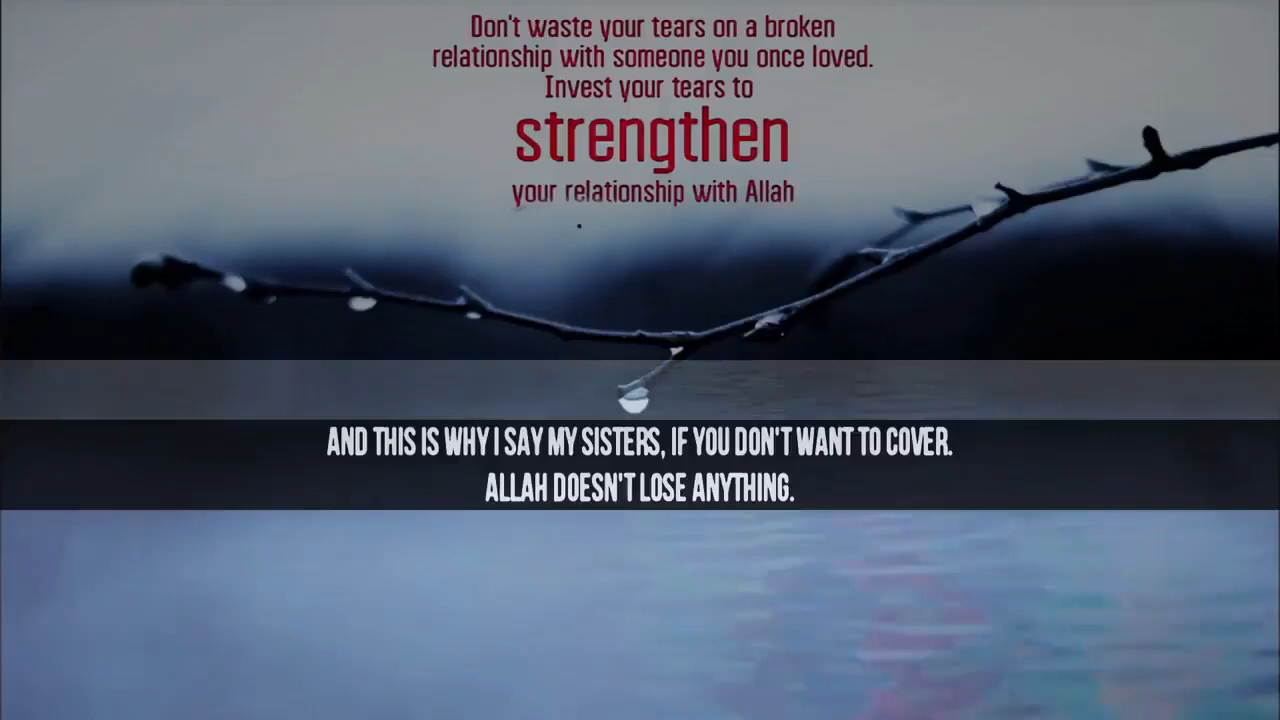 Don't waste your tears on a broken
relationship with someone you once loved.
Invest your tears to
strengthen
your relationship with Allah
AND THIS IS WHY I SAY MY SISTERS, IF YOU DON'T WANT TO COVER.
ALLAH DOESN'T LOSE ANYTHING.